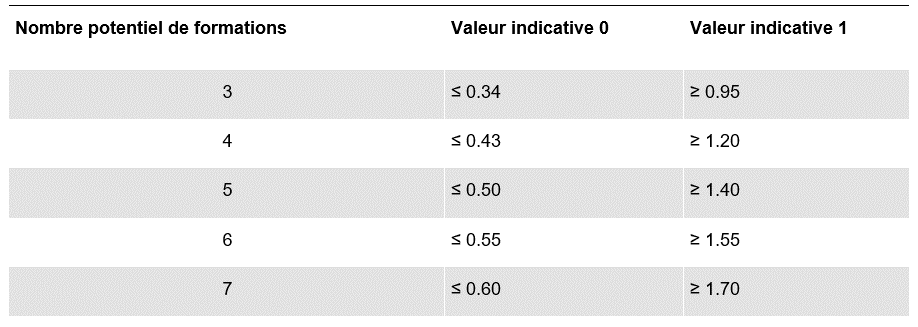 Nombre potentiel de formations Valeur indicative 0 Valeur indicative 1
3 ≤ 0.34 ≥ 0.95
4 ≤ 0.43 ≥ 1.20
5 ≤ 0.50 ≥ 1.40
6 ≤ 0.55 ≥ 1.55
7 ≤ 0.60 ≥ 1.70